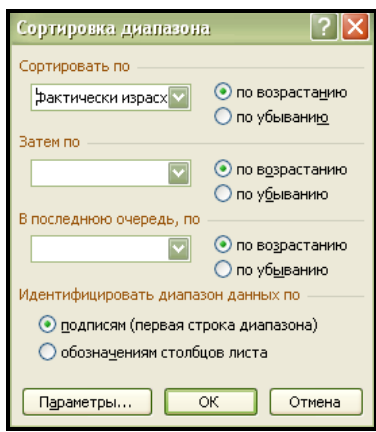 Сортировка диапазона
Сортировать по
Фактически израсх
по возрастанию
по убыванию
Затем по
по возрастанию
по убыванию
В последнюю очередь, по
по возрастанию
по убыванию
Идентифицировать диапазон данных по
подписям (первая строка диапазона)
обозначениям столбцов листа
Параметры... ОК Отмена